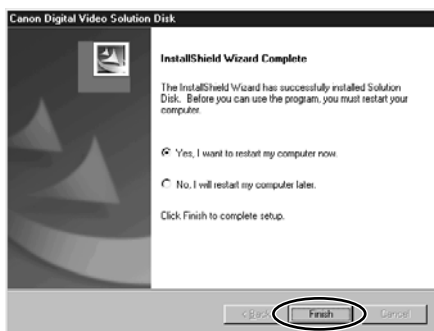 Canon Digital Video Solution Disk
InstallShield Wizard Complete
The InstallShield Wizard has successfully installed Solution
Disk. Before you can use the program, you must restart your
computer.
Yes, I want to restart my computer now.
No, I will restart my computer later.
Click Finish to complete setup.
< Back
Finish
Cancel